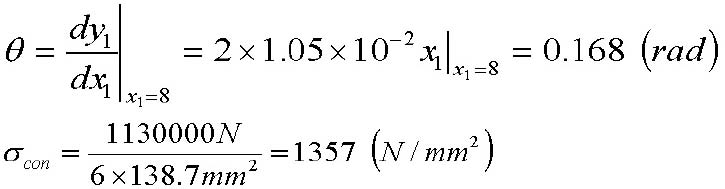 θ = dy₁/dx₁|ₓ₁₌₈ = 2 × 1.05 × 10⁻² x₁|ₓ₁₌₈ = 0.168 (rad)
σ_con = 1130000N / 6 × 138.7mm² = 1357 (N / mm²)